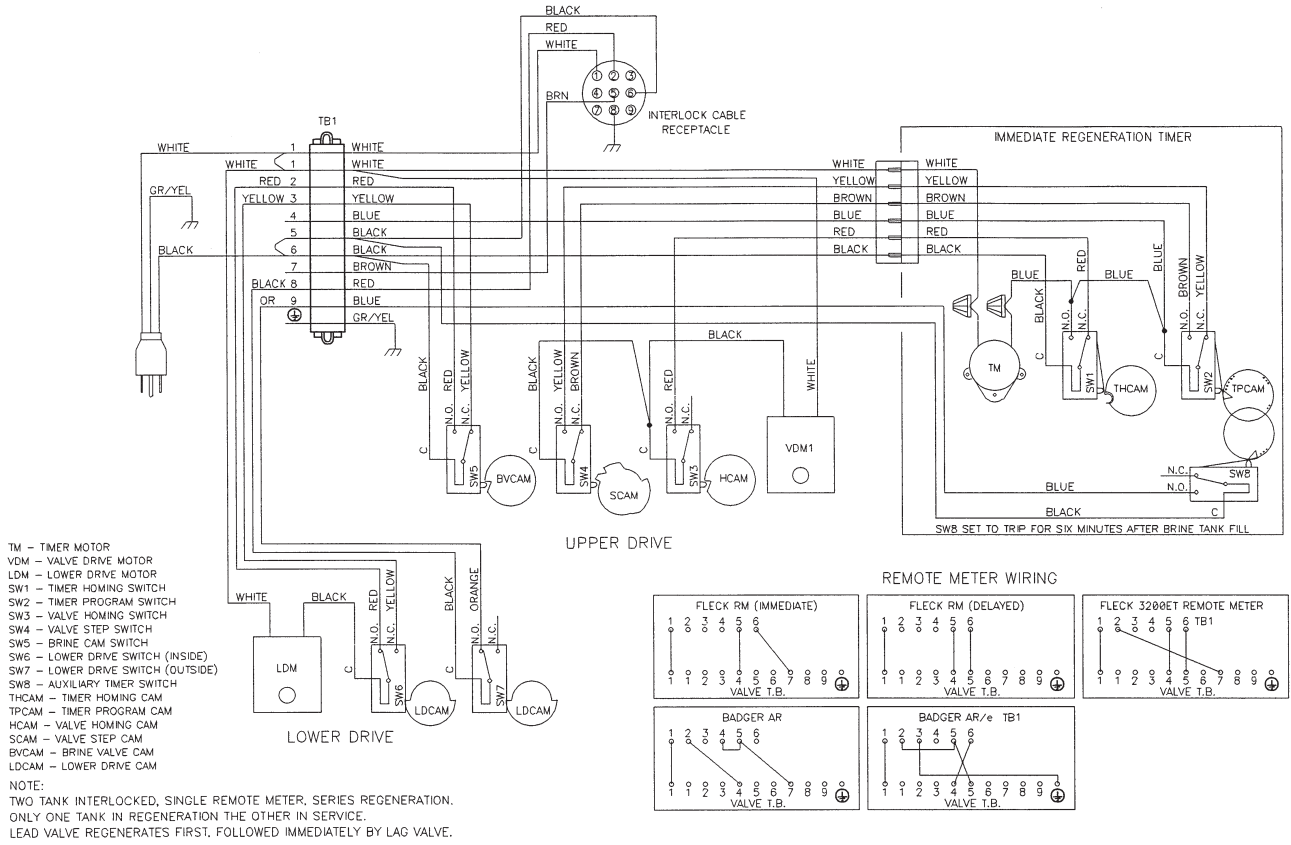 BLACK
RED
WHITE
1 2 3
4 5 6
7 8 9
BRN
INTERLOCK CABLE
RECEPTACLE
TB1
WHITE 1 WHITE
WHITE 1 WHITE
RED 2 RED
YELLOW 3 YELLOW
4 BLUE
5 BLACK
BLACK 6 BLACK
7 BROWN
BLACK 8 RED
OR 9 BLUE
GR/YEL
GR/YEL
IMMEDIATE REGENERATION TIMER
WHITE WHITE
YELLOW YELLOW
BROWN BROWN
BLUE BLUE
RED RED
BLACK BLACK
BLUE
BLACK
RED
BLUE
BLUE
BROWN
YELLOW
N.O.
N.C.
C
SW1
N.O.
N.C.
C
SW2
TM
THCAM
TPCAM
N.C.
N.O.
SW8
C
BLUE
BLACK
SW8 SET TO TRIP FOR SIX MINUTES AFTER BRINE TANK FILL
BLACK
RED
YELLOW
N.O.
N.C.
C
SW5
BVCAM
YELLOW
BROWN
N.O.
N.C.
C
SW4
SCAM
RED
N.O.
N.C.
C
SW3
HCAM
BLACK
WHITE
VDM1
UPPER DRIVE
WHITE
BLACK
LDM
RED
YELLOW
N.O.
N.C.
C
SW6
LDCAM
BLACK
ORANGE
N.O.
N.C.
C
SW7
LDCAM
LOWER DRIVE
TM – TIMER MOTOR
VDM – VALVE DRIVE MOTOR
LDM – LOWER DRIVE MOTOR
SW1 – TIMER HOMING SWITCH
SW2 – TIMER PROGRAM SWITCH
SW3 – VALVE HOMING SWITCH
SW4 – VALVE STEP SWITCH
SW5 – BRINE CAM SWITCH
SW6 – LOWER DRIVE SWITCH (INSIDE)
SW7 – LOWER DRIVE SWITCH (OUTSIDE)
SW8 – AUXILIARY TIMER SWITCH
THCAM – TIMER HOMING CAM
TPCAM – TIMER PROGRAM CAM
HCAM – VALVE HOMING CAM
SCAM – VALVE STEP CAM
BVCAM – BRINE VALVE CAM
LDCAM – LOWER DRIVE CAM
NOTE:
TWO TANK INTERLOCKED, SINGLE REMOTE METER, SERIES REGENERATION.
ONLY ONE TANK IN REGENERATION THE OTHER IN SERVICE.
LEAD VALVE REGENERATES FIRST, FOLLOWED IMMEDIATELY BY LAG VALVE.
REMOTE METER WIRING
FLECK RM (IMMEDIATE)
1 2 3 4 5 6
1 1 2 3 4 5 6 7 8 9
VALVE T.B.
FLECK RM (DELAYED)
1 2 3 4 5 6
1 1 2 3 4 5 6 7 8 9
VALVE T.B.
FLECK 3200ET REMOTE METER
1 2 3 4 5 6 TB1
1 1 2 3 4 5 6 7 8 9
VALVE T.B.
BADGER AR
1 2 3 4 5 6
1 1 2 3 4 5 6 7 8 9
VALVE T.B.
BADGER AR/e TB1
1 2 3 4 5 6
1 1 2 3 4 5 6 7 8 9
VALVE T.B.